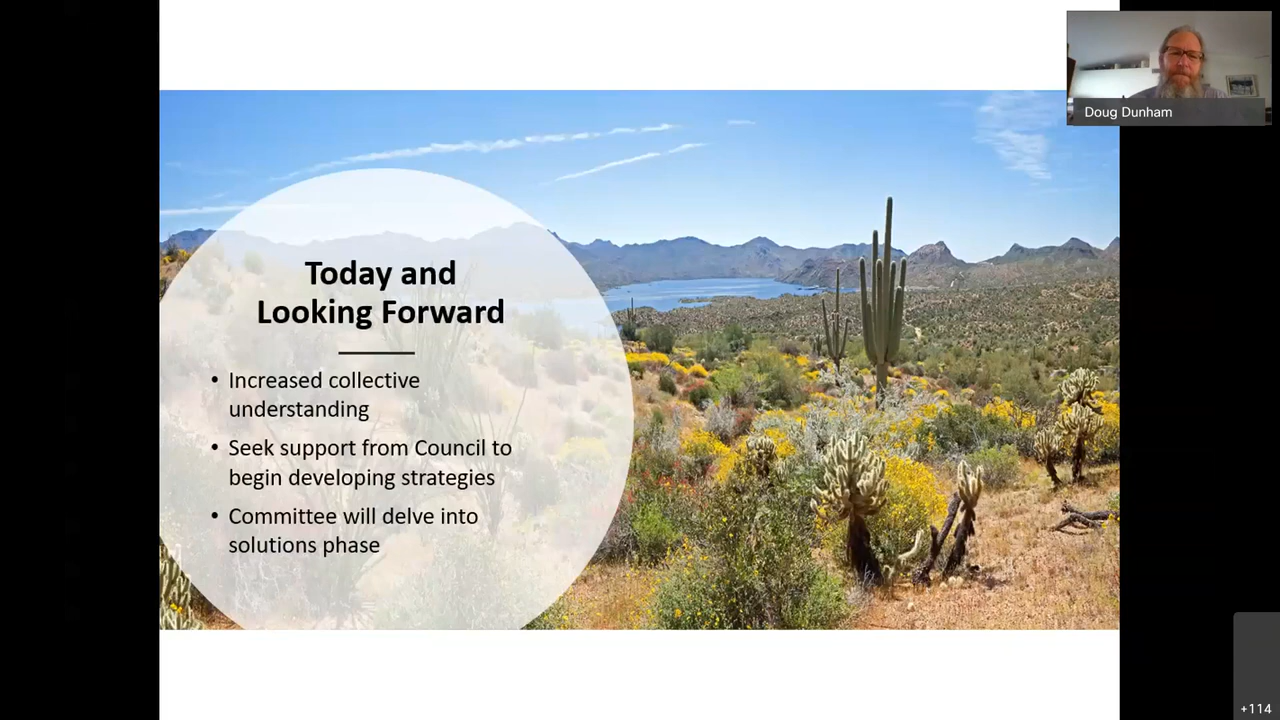 Doug Dunham
Today and
Looking Forward
• Increased collective
understanding
• Seek support from Council to
begin developing strategies
• Committee will delve into
solutions phase
+114